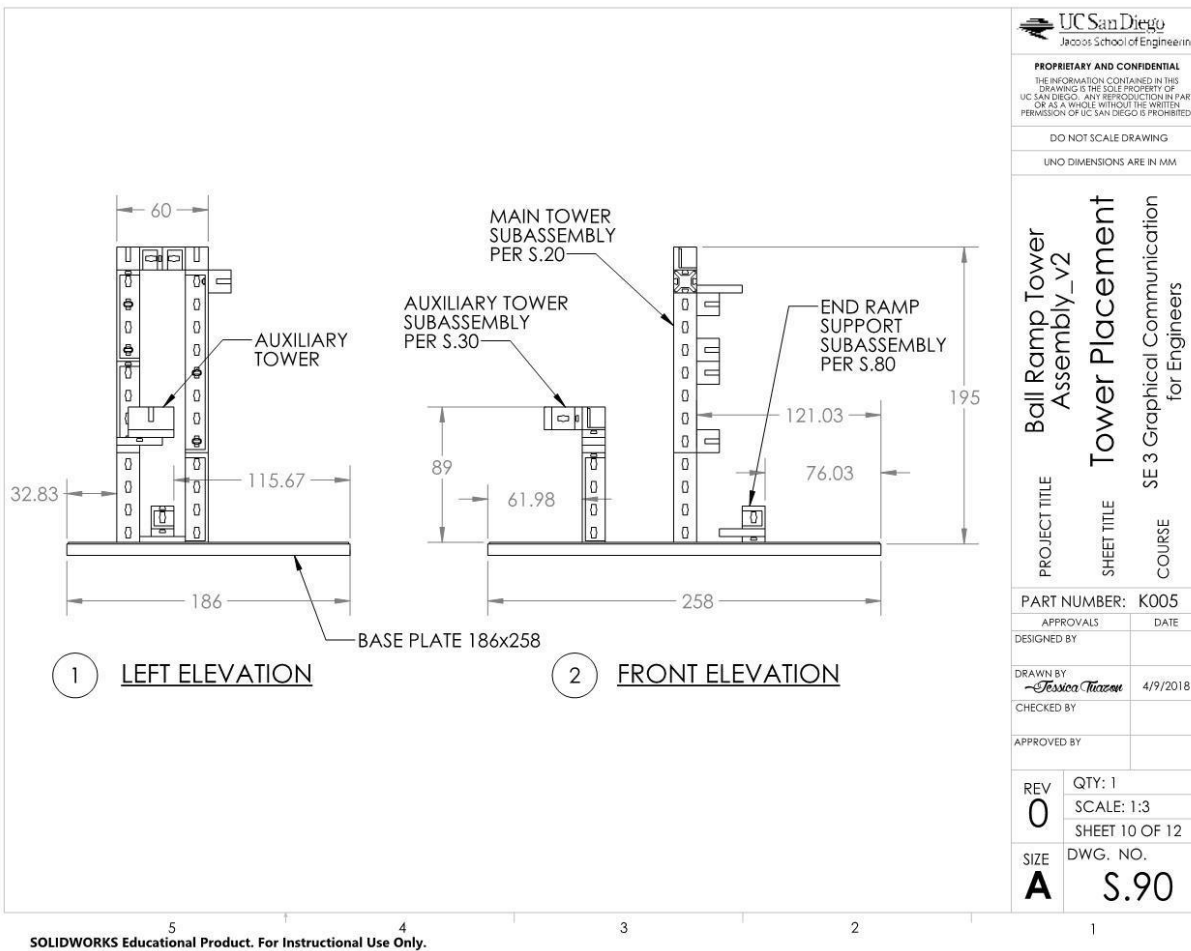 60
MAIN TOWER
SUBASSEMBLY
PER S.20
AUXILIARY TOWER
SUBASSEMBLY
PER S.30
END RAMP
SUPPORT
SUBASSEMBLY
PER S.80
AUXILIARY
TOWER
195
121.03
89
76.03
115.67
32.83
61.98
186
258
BASE PLATE 186x258
1 LEFT ELEVATION
2 FRONT ELEVATION
UC San Diego
Jacobs School of Engineerin
PROPRIETARY AND CONFIDENTIAL
THE INFORMATION CONTAINED IN THIS
DRAWING IS THE SOLE PROPERTY OF
UC SAN DIEGO. ANY REPRODUCTION IN PAR
OR AS A WHOLE WITHOUT THE WRITTEN
PERMISSION OF UC SAN DIEGO IS PROHIBITED
DO NOT SCALE DRAWING
UNO DIMENSIONS ARE IN MM
PROJECT TITLE
Ball Ramp Tower
Assembly_v2
SHEET TITLE
Tower Placement
COURSE
SE 3 Graphical Communication
for Engineers
PART NUMBER: K005
APPROVALS DATE
DESIGNED BY
DRAWN BY
Jessica Tuazon 4/9/2018
CHECKED BY
APPROVED BY
REV
0
QTY: 1
SCALE: 1:3
SHEET 10 OF 12
SIZE
A
DWG. NO.
S.90
5 4 3 2 1
SOLIDWORKS Educational Product. For Instructional Use Only.